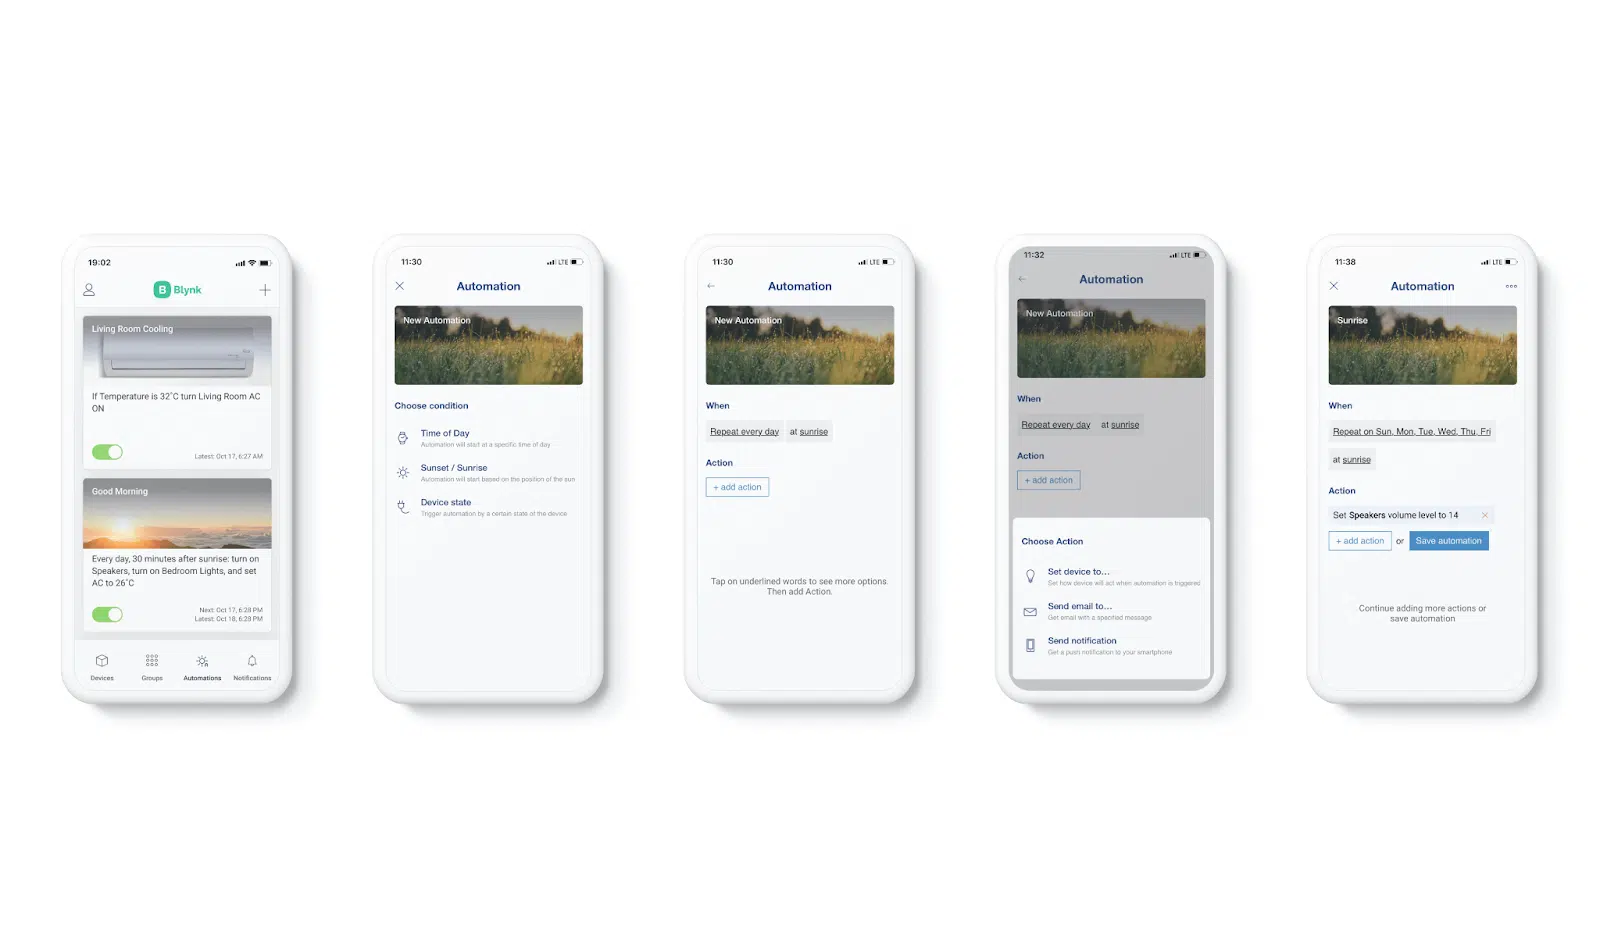 19:02
Blynk
Living Room Cooling
If Temperature is 32˚C turn Living Room AC
ON
Latest: Oct 17, 6:27 AM
Good Morning
Every day, 30 minutes after sunrise: turn on
Speakers, turn on Bedroom Lights, and set
AC to 26˚C
Next: Oct 17, 6:28 PM
Latest: Oct 18, 6:28 PM
Devices
Groups
Automations
Notifications
11:30
LTE
Automation
New Automation
Choose condition
Time of Day
Automation will start at a specific time of day
Sunset / Sunrise
Automation will start based on the position of the sun
Device state
Trigger automation by a certain state of the device
11:30
LTE
Automation
New Automation
When
Repeat every day at sunrise
Action
+ add action
Tap on underlined words to see more options.
Then add Action.
11:32
LTE
Automation
New Automation
When
Repeat every day at sunrise
Action
+ add action
Choose Action
Set device to...
Set how device will act when automation is triggered
Send email to...
Get email with a specified message
Send notification
Get a push notification to your smartphone
11:38
LTE
Automation
Sunrise
When
Repeat on Sun, Mon, Tue, Wed, Thu, Fri
at sunrise
Action
Set Speakers volume level to 14
+ add action or Save automation
Continue adding more actions or
save automation